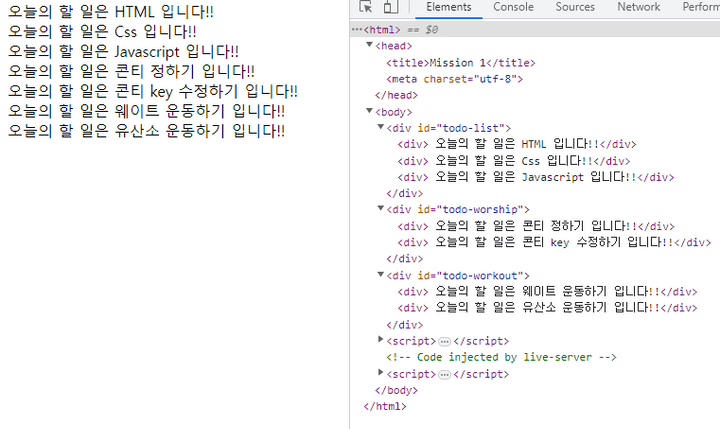 오늘의 할 일은 HTML 입니다!!
오늘의 할 일은 Css 입니다!!
오늘의 할 일은 Javascript 입니다!!
오늘의 할 일은 콘티 정하기 입니다!!
오늘의 할 일은 콘티 key 수정하기 입니다!!
오늘의 할 일은 웨이트 운동하기 입니다!!
오늘의 할 일은 유산소 운동하기 입니다!!
Elements Console Sources Network Perform
⋯<html> == $0
▼<head>
<title>Mission 1</title>
<meta charset="utf-8">
</head>
▼<body>
▼<div id="todo-list">
<div> 오늘의 할 일은 HTML 입니다!!</div>
<div> 오늘의 할 일은 Css 입니다!!</div>
<div> 오늘의 할 일은 Javascript 입니다!!</div>
</div>
▼<div id="todo-worship">
<div> 오늘의 할 일은 콘티 정하기 입니다!!</div>
<div> 오늘의 할 일은 콘티 key 수정하기 입니다!!</div>
</div>
▼<div id="todo-workout">
<div> 오늘의 할 일은 웨이트 운동하기 입니다!!</div>
<div> 오늘의 할 일은 유산소 운동하기 입니다!!</div>
</div>
▶<script>⋯</script>
<!-- Code injected by live-server -->
▶<script>⋯</script>
</body>
</html>